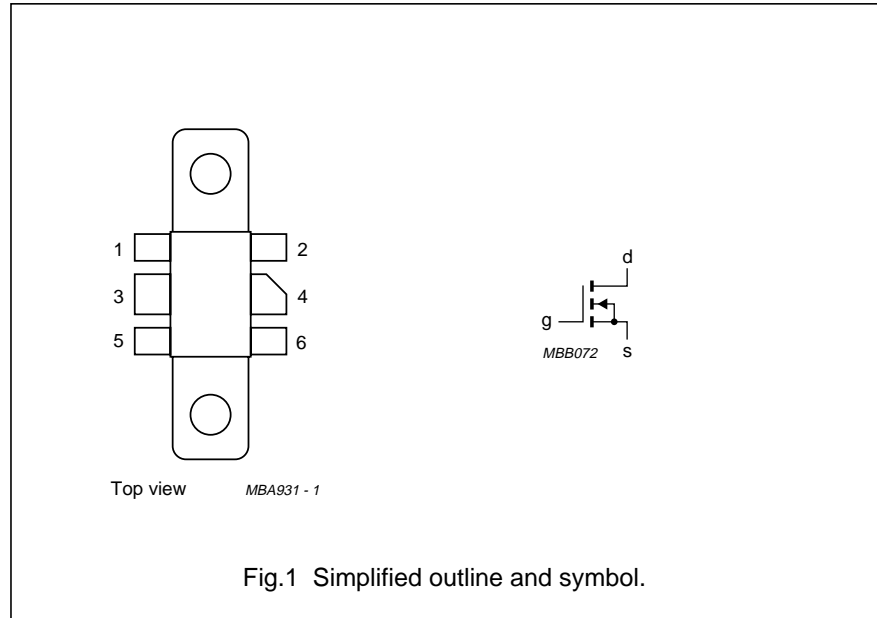 1
2
3
4
5
6
Top view
MBA931 - 1
d
g
MBB072
s
Fig.1 Simplified outline and symbol.